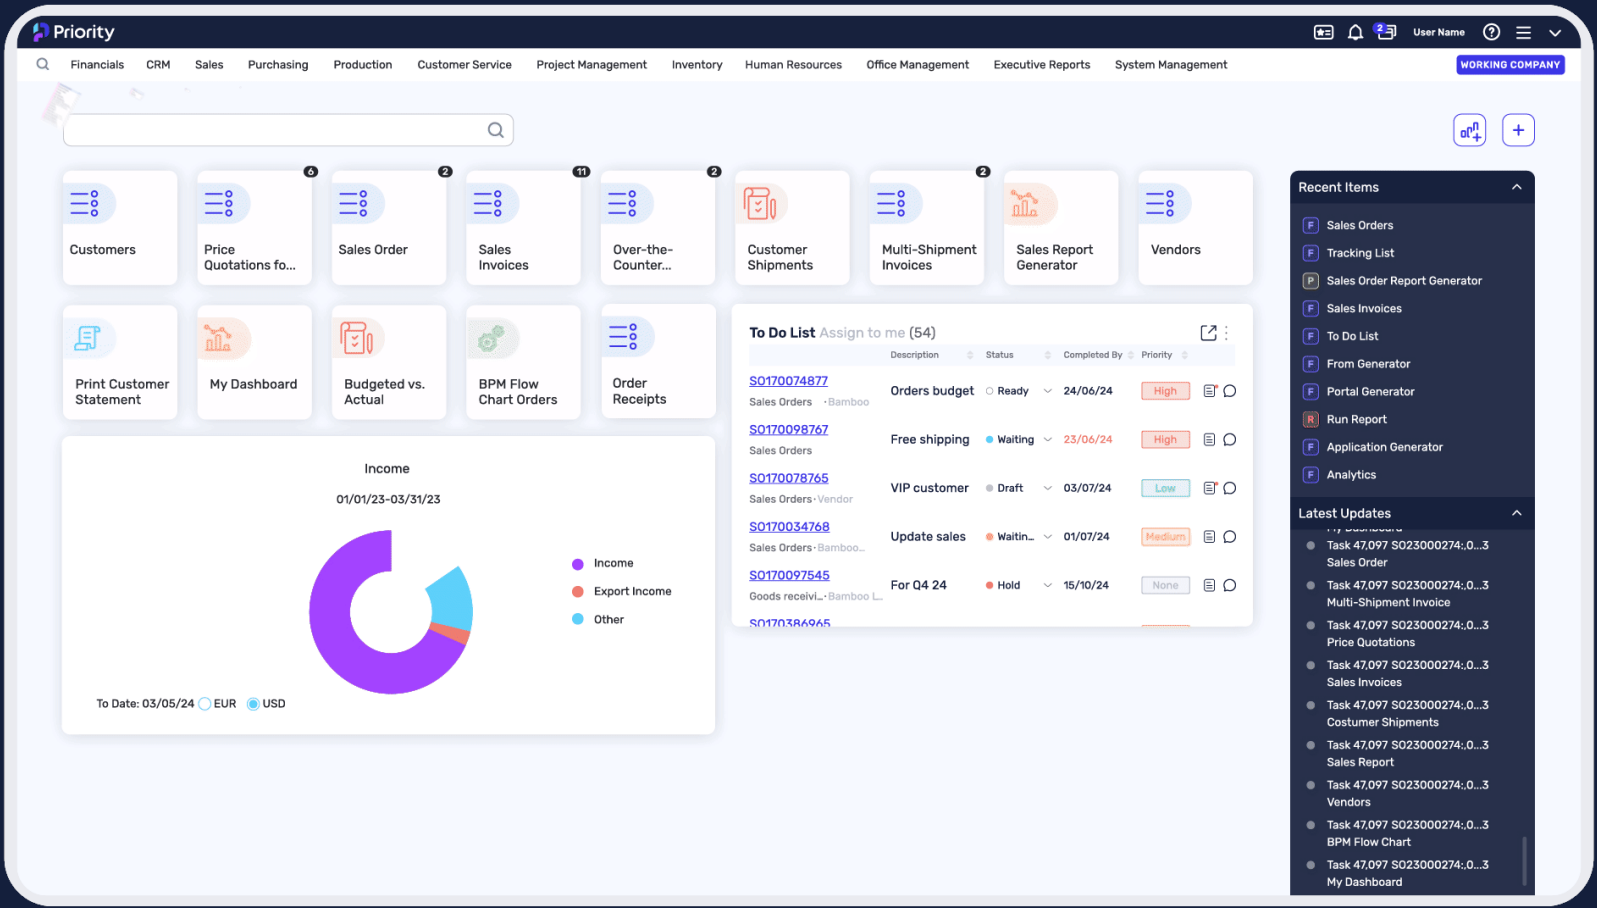 Priority
2
User Name
Financials CRM Sales Purchasing Production Customer Service Project Management Inventory Human Resources Office Management Executive Reports System Management
WORKING COMPANY
6
2
11
2
2
Customers
Price
Quotations fo...
Sales Order
Sales
Invoices
Over-the-
Counter...
Customer
Shipments
Multi-Shipment
Invoices
Sales Report
Generator
Vendors
Print Customer
Statement
My Dashboard
Budgeted vs.
Actual
BPM Flow
Chart Orders
Order
Receipts
To Do List Assign to me (54)
Description Status Completed By Priority
SO170074877
Sales Orders •Bamboo
Orders budget Ready 24/06/24 High
SO170098767
Sales Orders
Free shipping Waiting 23/06/24 High
SO170078765
Sales Orders•Vendor
VIP customer Draft 03/07/24 Low
SO170034768
Sales Orders•Bamboo...
Update sales Waitin... 01/07/24 Medium
SO170097545
Goods receivi...•Bamboo L...
For Q4 24 Hold 15/10/24 None
SO170386965
Income
01/01/23-03/31/23
Income
Export Income
Other
To Date: 03/05/24 EUR USD
Recent Items
F Sales Orders
F Tracking List
P Sales Order Report Generator
F Sales Invoices
F To Do List
F From Generator
F Portal Generator
R Run Report
F Application Generator
F Analytics
Latest Updates
My Dashboard
Task 47,097 SO23000274:,0...3
Sales Order
Task 47,097 SO23000274:,0...3
Multi-Shipment Invoice
Task 47,097 SO23000274:,0...3
Price Quotations
Task 47,097 SO23000274:,0...3
Sales Invoices
Task 47,097 SO23000274:,0...3
Costumer Shipments
Task 47,097 SO23000274:,0...3
Sales Report
Task 47,097 SO23000274:,0...3
Vendors
Task 47,097 SO23000274:,0...3
BPM Flow Chart
Task 47,097 SO23000274:,0...3
My Dashboard